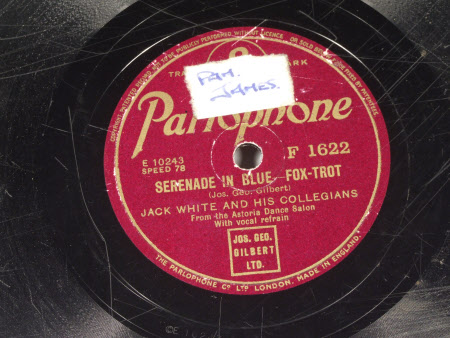 PAM.
JAMES.
TRA
ARK
Parlophone
E 10243
SPEED 78
F 1622
SERENADE IN BLUE- FOX-TROT
(Jos. Geo. Gilbert)
JACK WHITE AND HIS COLLEGIANS
From the Astoria Dance Salon
With vocal refrain
JOS. GEO.
GILBERT
LTD.
THE PARLOPHONE CO LTD LONDON. MADE IN ENGLAND.